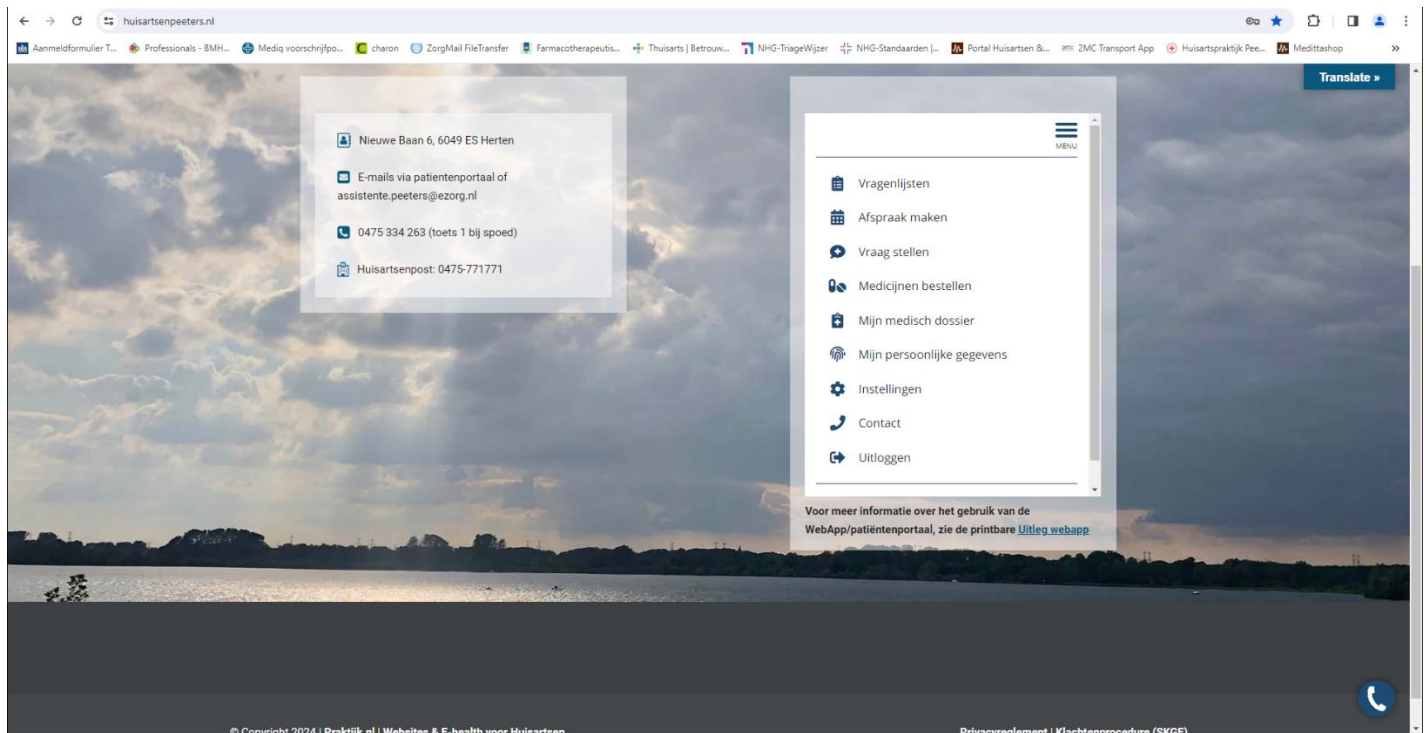 huisartsenpeeters.nl
Aanmeldformulier T...
Professionals - BMH...
Mediq voorschrijfpo...
charon
ZorgMail FileTransfer
Farmacotherapeutis...
Thuisarts | Betrouw...
NHG-TriageWijzer
NHG-Standaarden |...
Portal Huisartsen &...
2MC Transport App
Huisartspraktijk Pee...
Medittashop
»
Translate »
Nieuwe Baan 6, 6049 ES Herten
E-mails via patientenportaal of
assistente.peeters@ezorg.nl
0475 334 263 (toets 1 bij spoed)
Huisartsenpost: 0475-771771
MENU
Vragenlijsten
Afspraak maken
Vraag stellen
Medicijnen bestellen
Mijn medisch dossier
Mijn persoonlijke gegevens
Instellingen
Contact
Uitloggen
Voor meer informatie over het gebruik van de
WebApp/patiëntenportaal, zie de printbare Uitleg webapp
© Copyright 2024 | Praktijk.nl | Websites & E-health voor Huisartsen
Privacyreglement | Klachtenprocedure (SKGE)